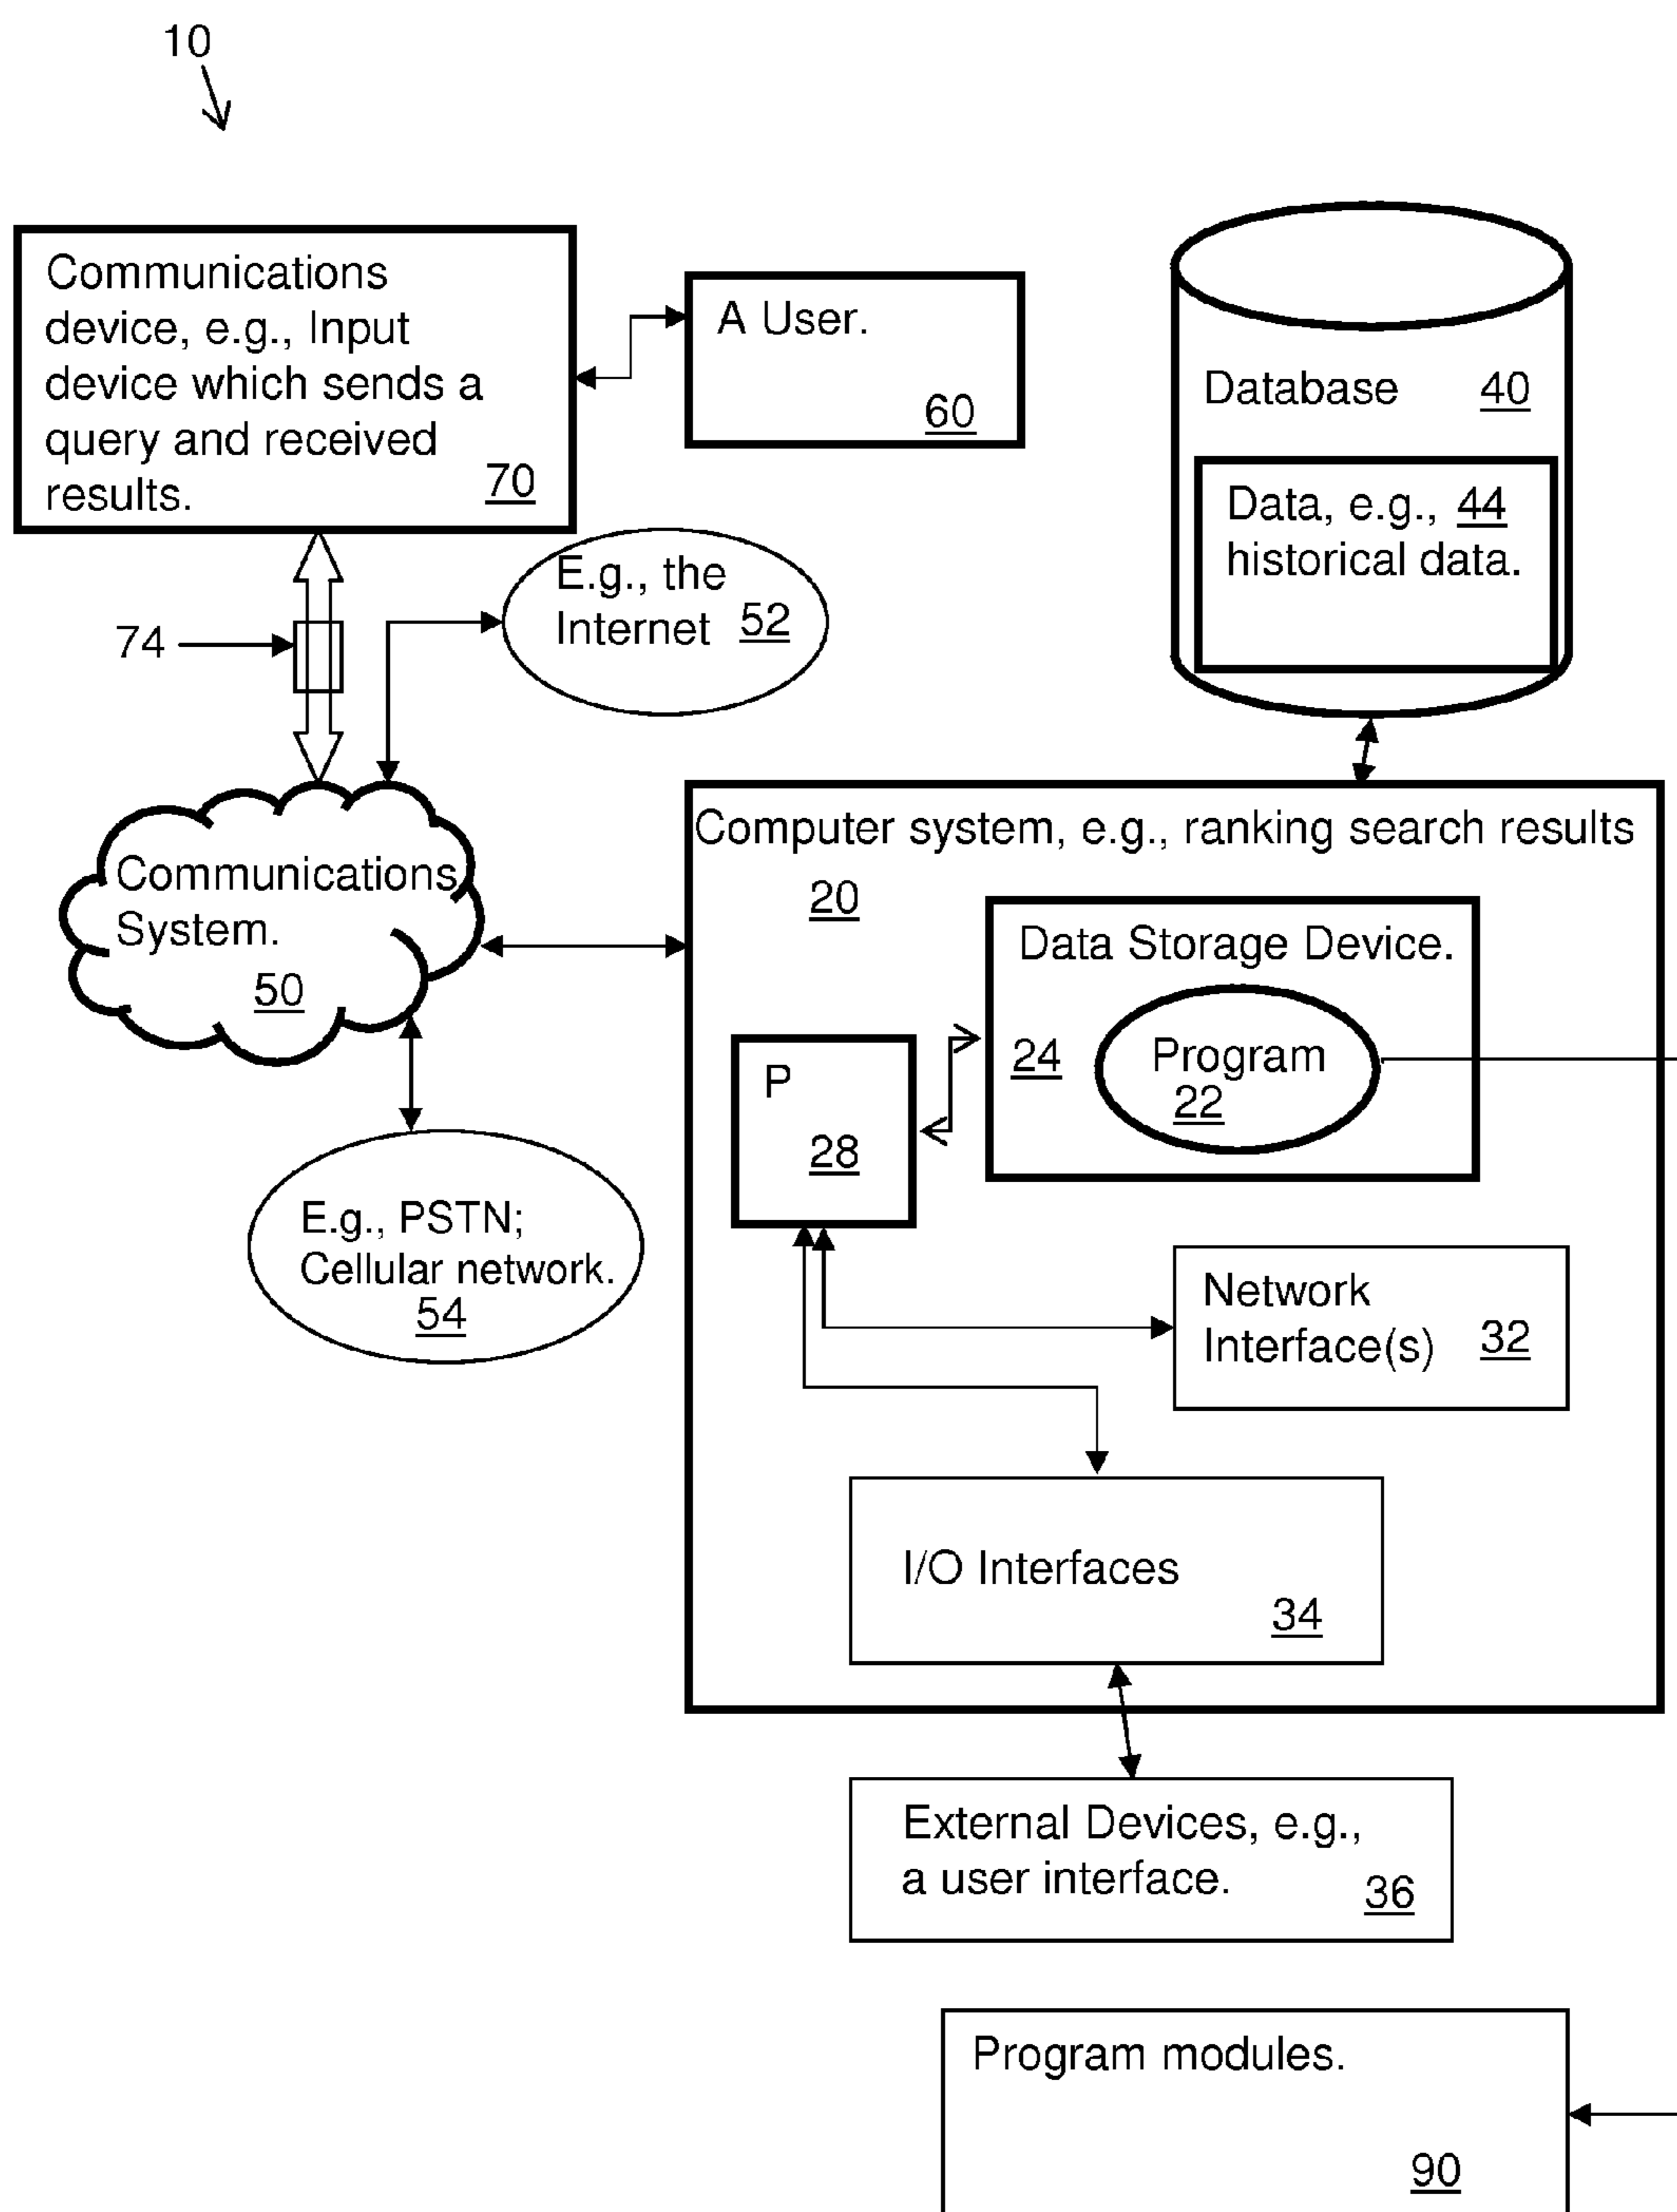 10
Communications
device, e.g., Input
device which sends a
query and received
results.
70
A User.
60
Database 40
Data, e.g., 44
historical data.
E.g., the
Internet 52
74
Communications
System.
50
Computer system, e.g., ranking search results
20
Data Storage Device.
24
Program
22
P
28
E.g., PSTN;
Cellular network.
54
Network
Interface(s) 32
I/O Interfaces
34
External Devices, e.g.,
a user interface.
36
Program modules.
90